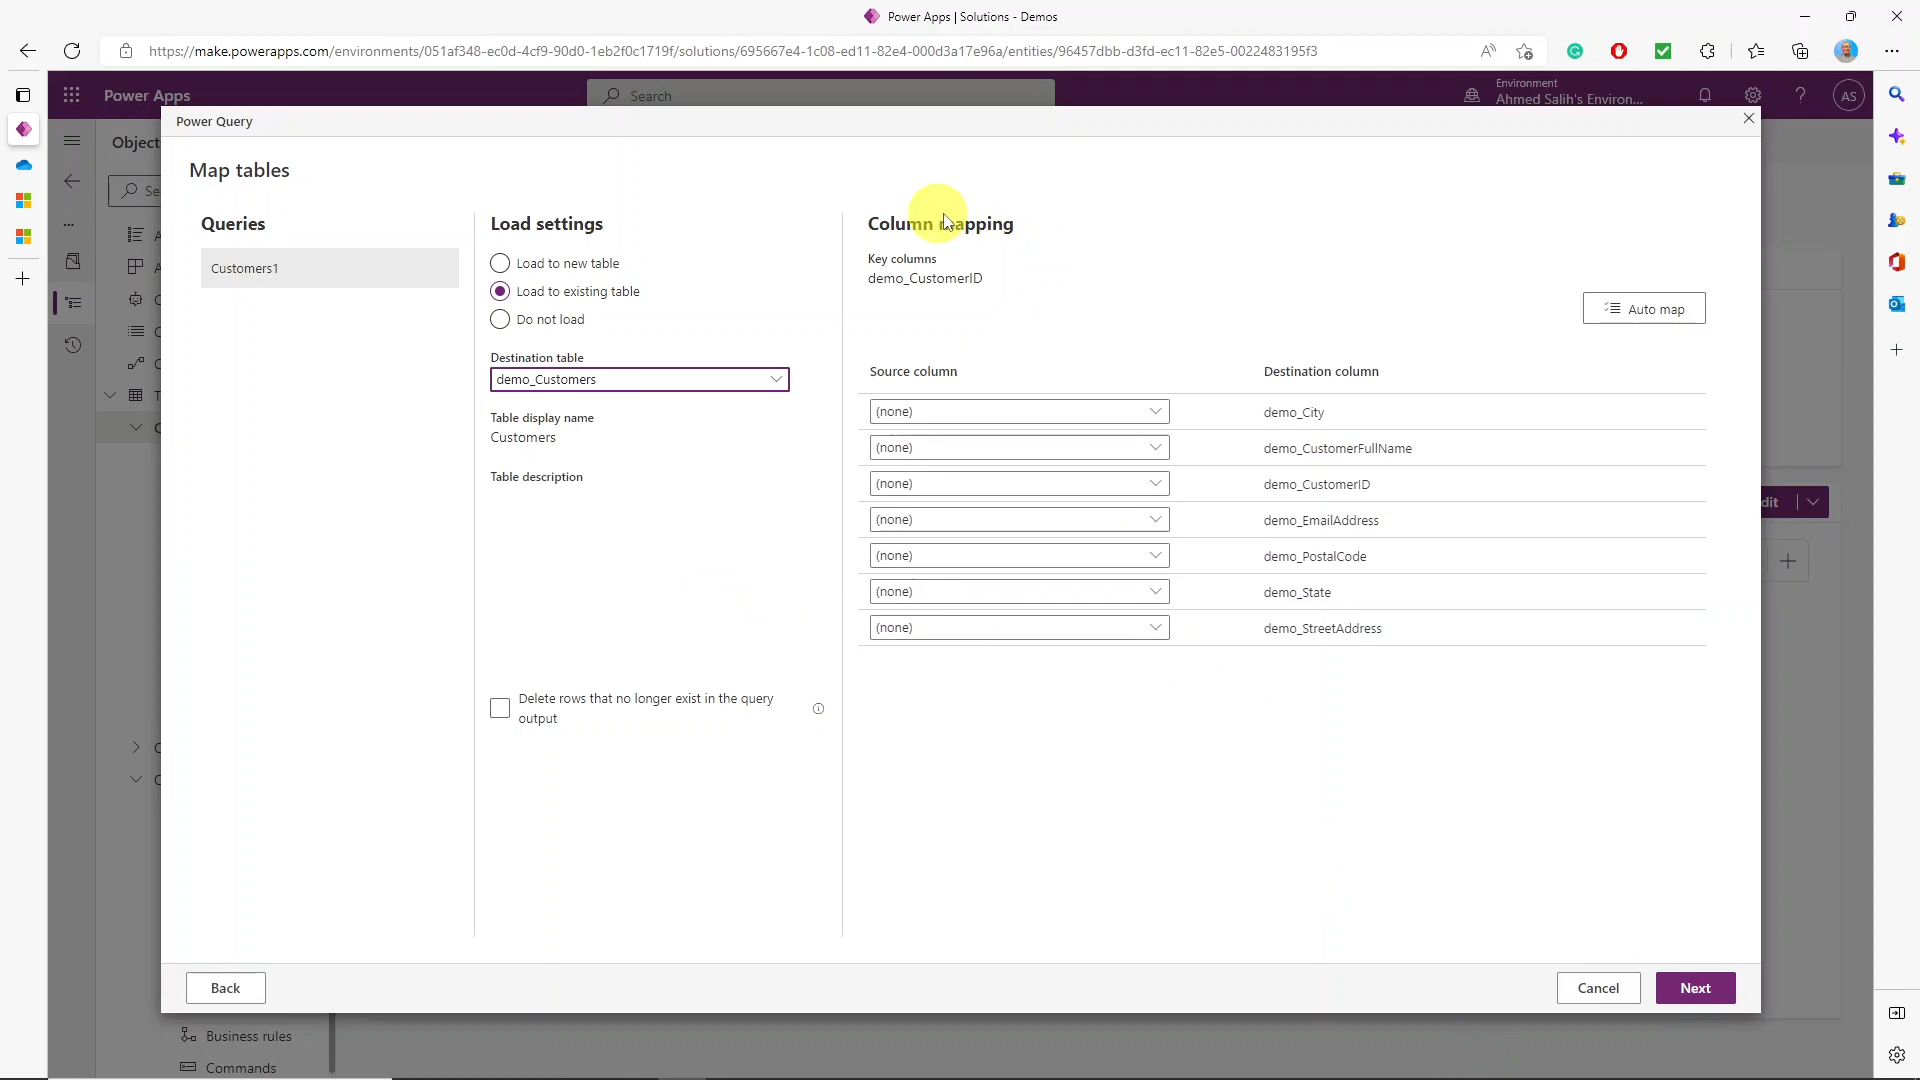 Power Apps | Solutions - Demos
https://make.powerapps.com/environments/051af348-ec0d-4cf9-90d0-1eb2f0c1719f/solutions/695667e4-1c08-ed11-82e4-000d3a17e96a/entities/96457dbb-d3fd-ec11-82e5-0022483195f3
Power Apps
Search
Environment
Ahmed Salih's Environ...
AS
Object
Se
Power Query
Map tables
Queries
Customers1
Load settings
Load to new table
Load to existing table
Do not load
Destination table
demo_Customers
Table display name
Customers
Table description
Delete rows that no longer exist in the query
output
Column mapping
Key columns
demo_CustomerID
Auto map
Source column Destination column
(none) demo_City
(none) demo_CustomerFullName
(none) demo_CustomerID
(none) demo_EmailAddress
(none) demo_PostalCode
(none) demo_State
(none) demo_StreetAddress
dit
Back
Cancel
Next
Business rules
Commands